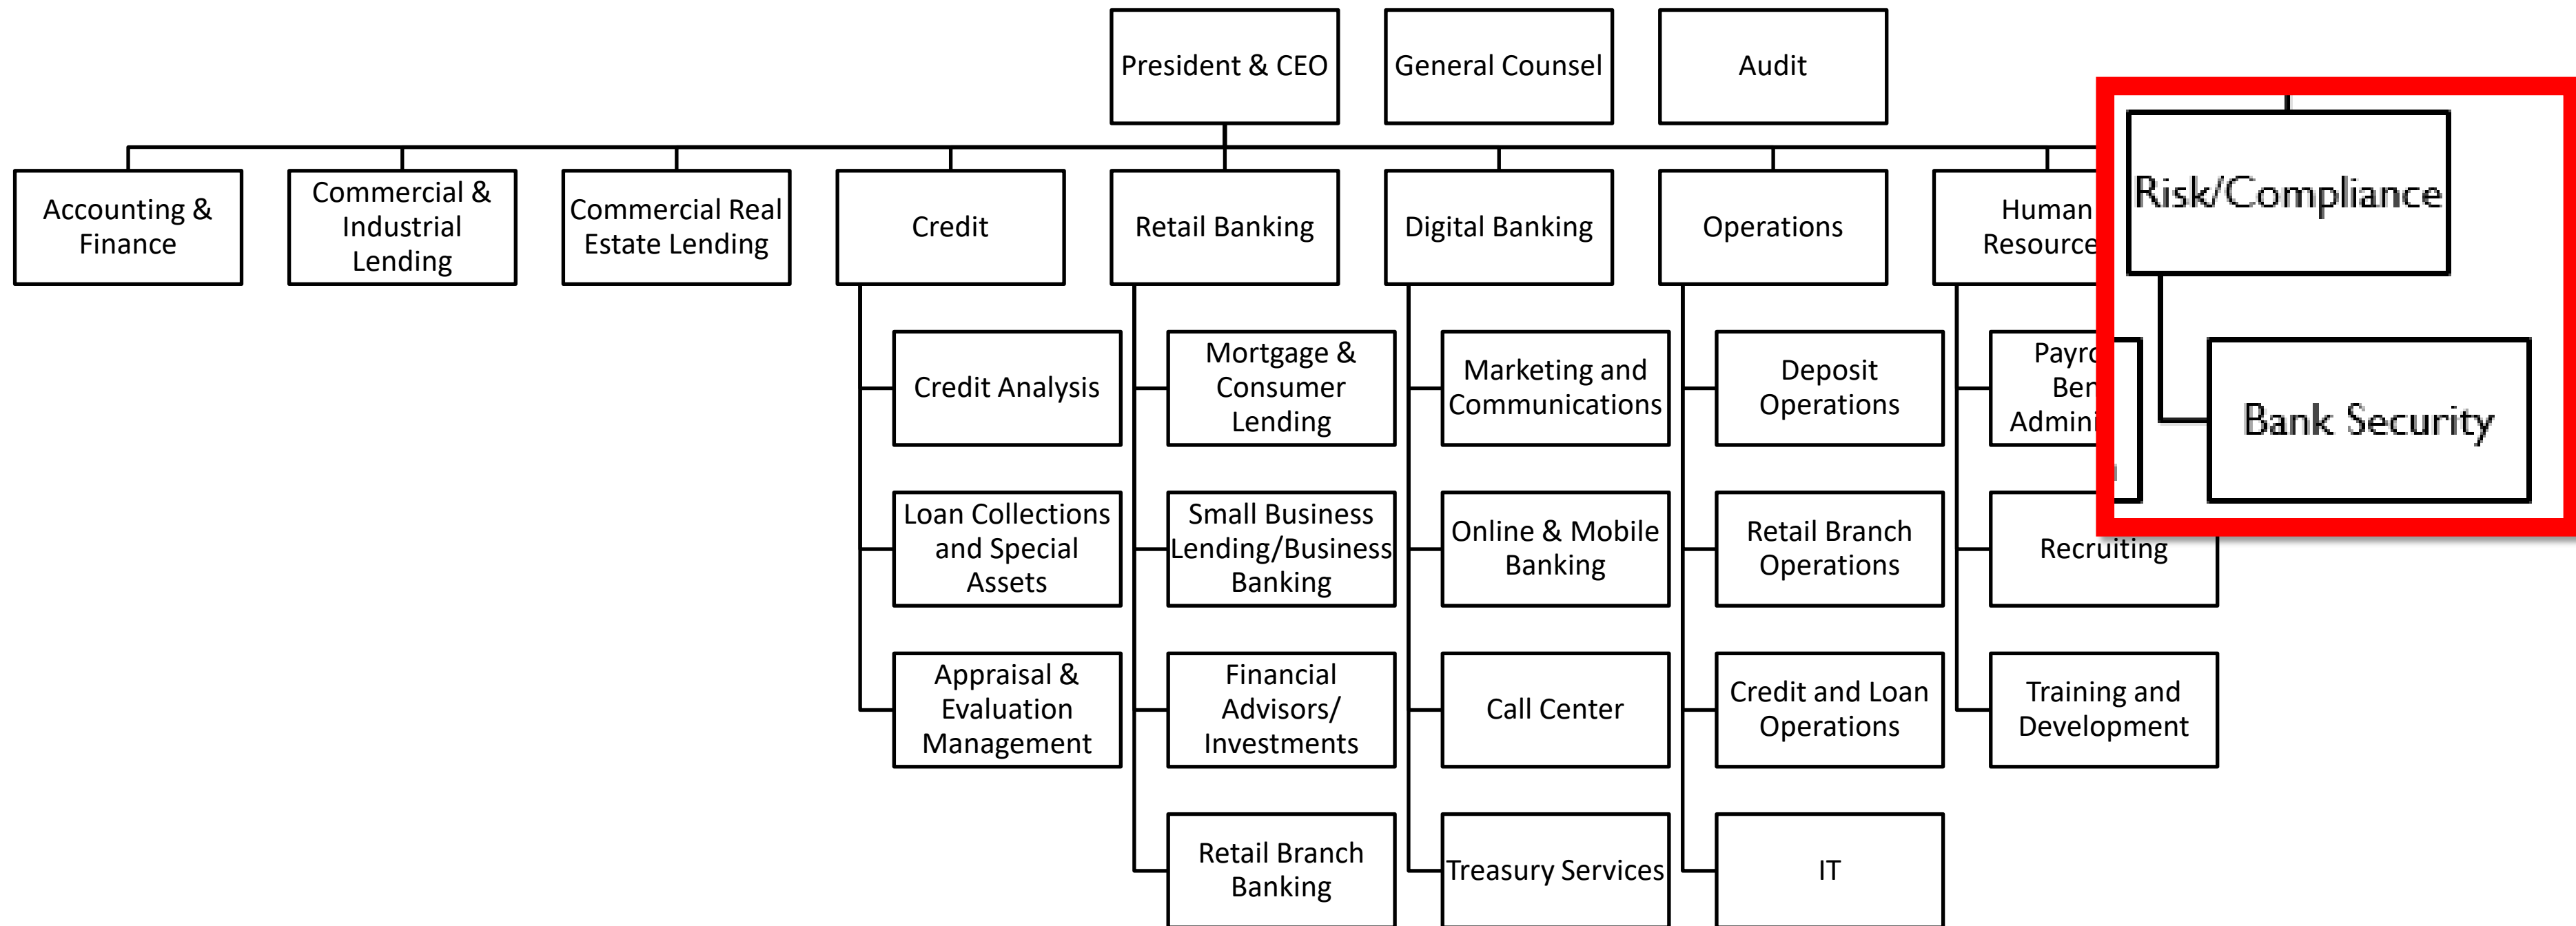 President & CEO
General Counsel
Audit
Accounting &
Finance
Commercial &
Industrial
Lending
Commercial Real
Estate Lending
Credit
Retail Banking
Digital Banking
Operations
Human
Resource
Risk/Compliance
Credit Analysis
Loan Collections
and Special
Assets
Appraisal &
Evaluation
Management
Mortgage &
Consumer
Lending
Small Business
Lending/Business
Banking
Financial
Advisors/
Investments
Retail Branch
Banking
Marketing and
Communications
Online & Mobile
Banking
Call Center
Treasury Services
Deposit
Operations
Retail Branch
Operations
Credit and Loan
Operations
IT
Recruiting
Training and
Development
Bank Security